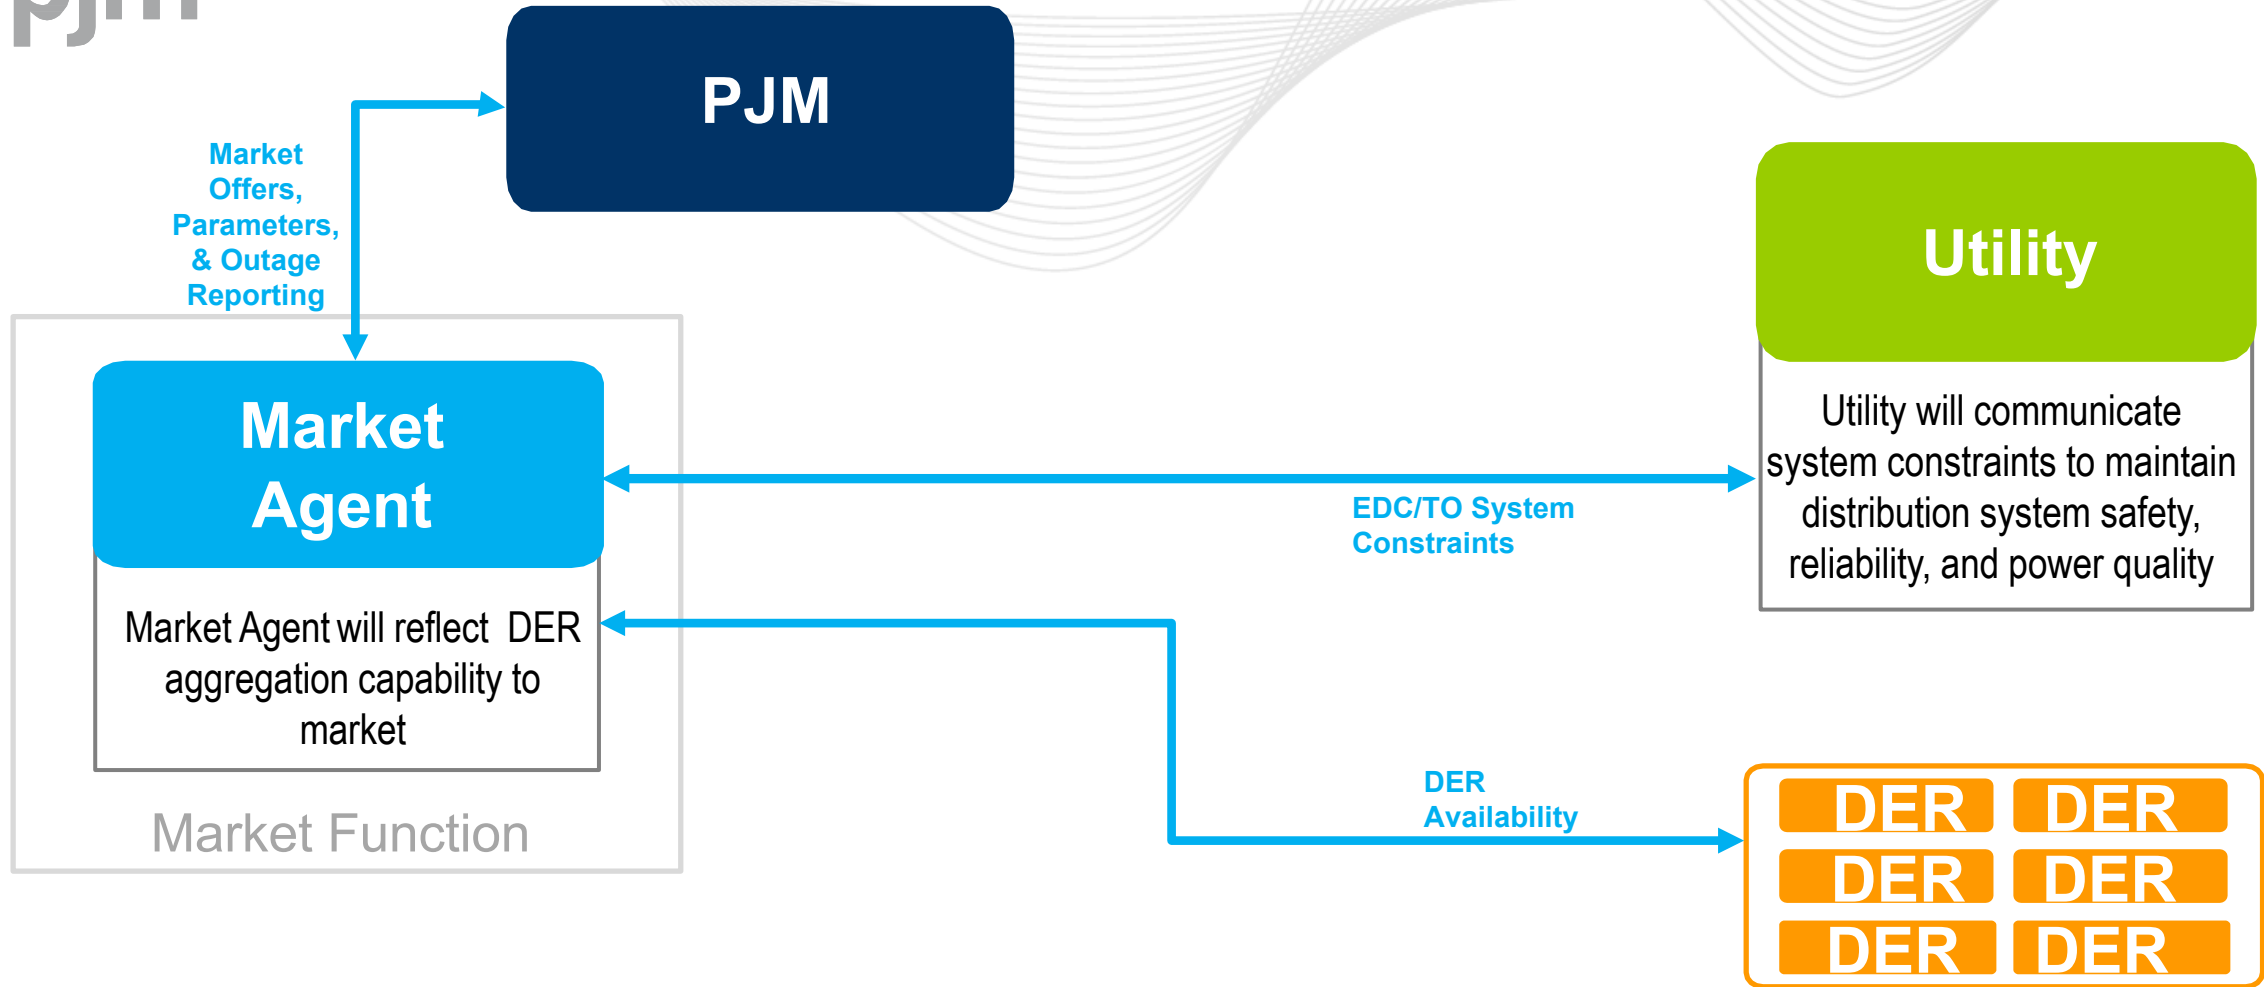 pjm
PJM
Market
Offers,
Parameters,
& Outage
Reporting
Utility
Utility will communicate
system constraints to maintain
distribution system safety,
reliability, and power quality
Market
Agent
Market Agent will reflect DER
aggregation capability to
market
Market Function
EDC/TO System
Constraints
DER
Availability
DER DER
DER DER
DER DER